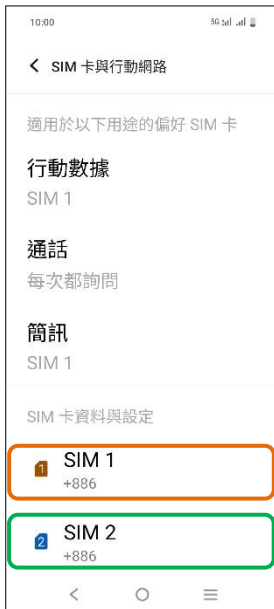 10:00 5G
SIM 卡與行動網路
適用於以下用途的偏好 SIM 卡
行動數據
SIM 1
通話
每次都詢問
簡訊
SIM 1
SIM 卡資料與設定
1 SIM 1
+886
2 SIM 2
+886